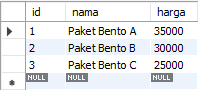 id nama harga
1 Paket Bento A 35000
2 Paket Bento B 30000
3 Paket Bento C 25000
NULL NULL NULL